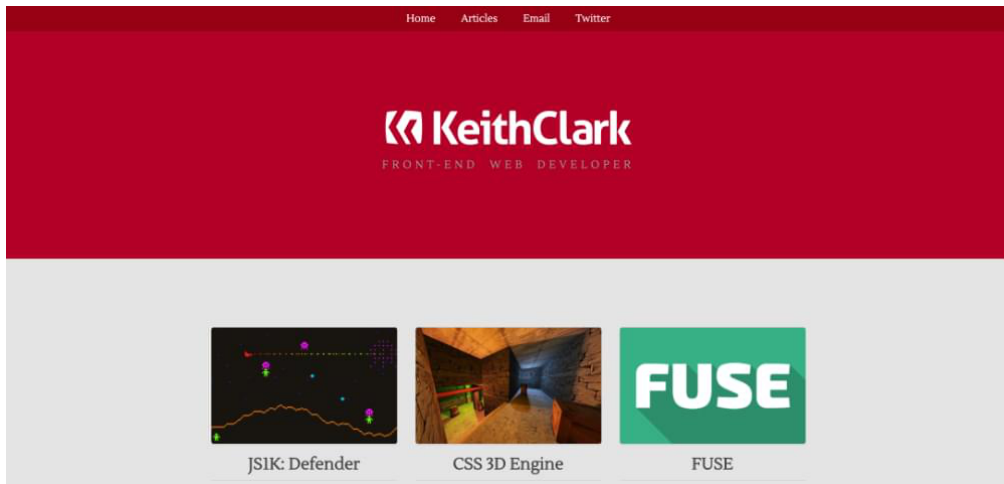 Home Articles Email Twitter
KeithClark
FRONT-END WEB DEVELOPER
FUSE
JS1K: Defender CSS 3D Engine FUSE